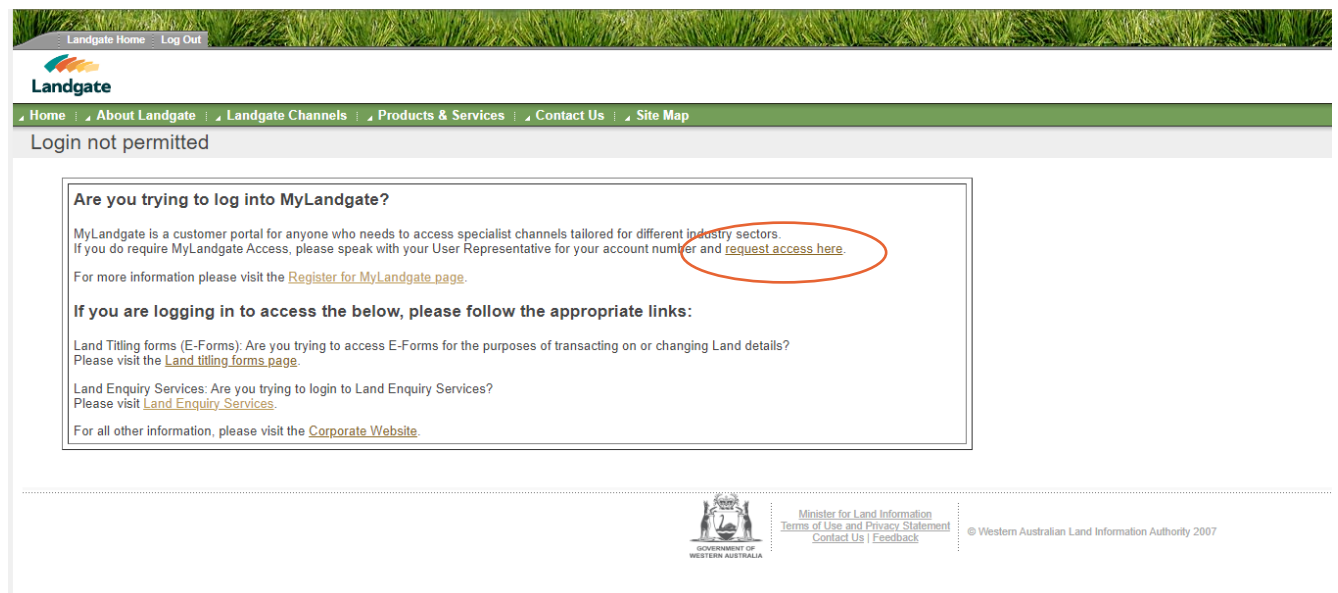 Landgate Home Log Out
Landgate
Home About Landgate Landgate Channels Products & Services Contact Us Site Map
Login not permitted
Are you trying to log into MyLandgate?
MyLandgate is a customer portal for anyone who needs to access specialist channels tailored for different industry sectors.
If you do require MyLandgate Access, please speak with your User Representative for your account number and request access here.
For more information please visit the Register for MyLandgate page.
If you are logging in to access the below, please follow the appropriate links:
Land Titling forms (E-Forms): Are you trying to access E-Forms for the purposes of transacting on or changing Land details?
Please visit the Land titling forms page.
Land Enquiry Services: Are you trying to login to Land Enquiry Services?
Please visit Land Enquiry Services.
For all other information, please visit the Corporate Website.
GOVERNMENT OF
WESTERN AUSTRALIA
Minister for Land Information
Terms of Use and Privacy Statement
Contact Us | Feedback
© Western Australian Land Information Authority 2007